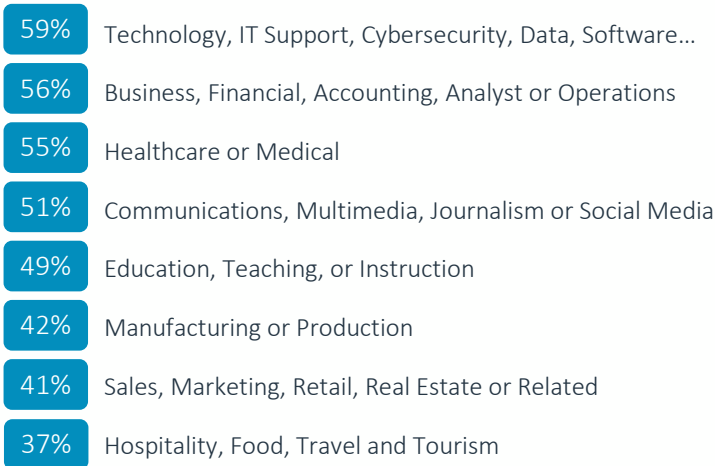 59% Technology, IT Support, Cybersecurity, Data, Software…
56% Business, Financial, Accounting, Analyst or Operations
55% Healthcare or Medical
51% Communications, Multimedia, Journalism or Social Media
49% Education, Teaching, or Instruction
42% Manufacturing or Production
41% Sales, Marketing, Retail, Real Estate or Related
37% Hospitality, Food, Travel and Tourism